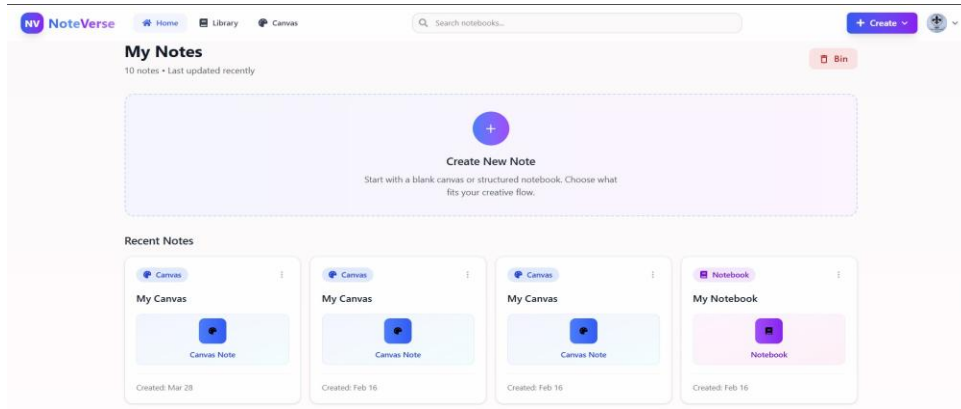 NV NoteVerse Home Library Canvas Search notebooks... + Create
My Notes
10 notes • Last updated recently
Bin
Create New Note
Start with a blank canvas or structured notebook. Choose what
fits your creative flow.
Recent Notes
Canvas Canvas Canvas Notebook
My Canvas My Canvas My Canvas My Notebook
Canvas Note Canvas Note Canvas Note Notebook
Created: Mar 28 Created: Feb 16 Created: Feb 16 Created: Feb 16